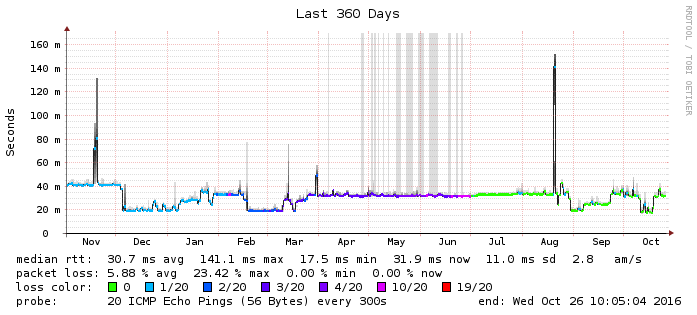 Last 360 Days
RRDTOOL / TOBI OETIKER
Seconds
160 m
140 m
120 m
100 m
80 m
60 m
40 m
20 m
0
Nov Dec Jan Feb Mar Apr May Jun Jul Aug Sep Oct
median rtt: 30.7 ms avg 141.1 ms max 17.5 ms min 31.9 ms now 11.0 ms sd 2.8 am/s
packet loss: 5.88 % avg 23.42 % max 0.00 % min 0.00 % now
loss color: 0 1/20 2/20 3/20 4/20 10/20 19/20
probe: 20 ICMP Echo Pings (56 Bytes) every 300s end: Wed Oct 26 10:05:04 2016